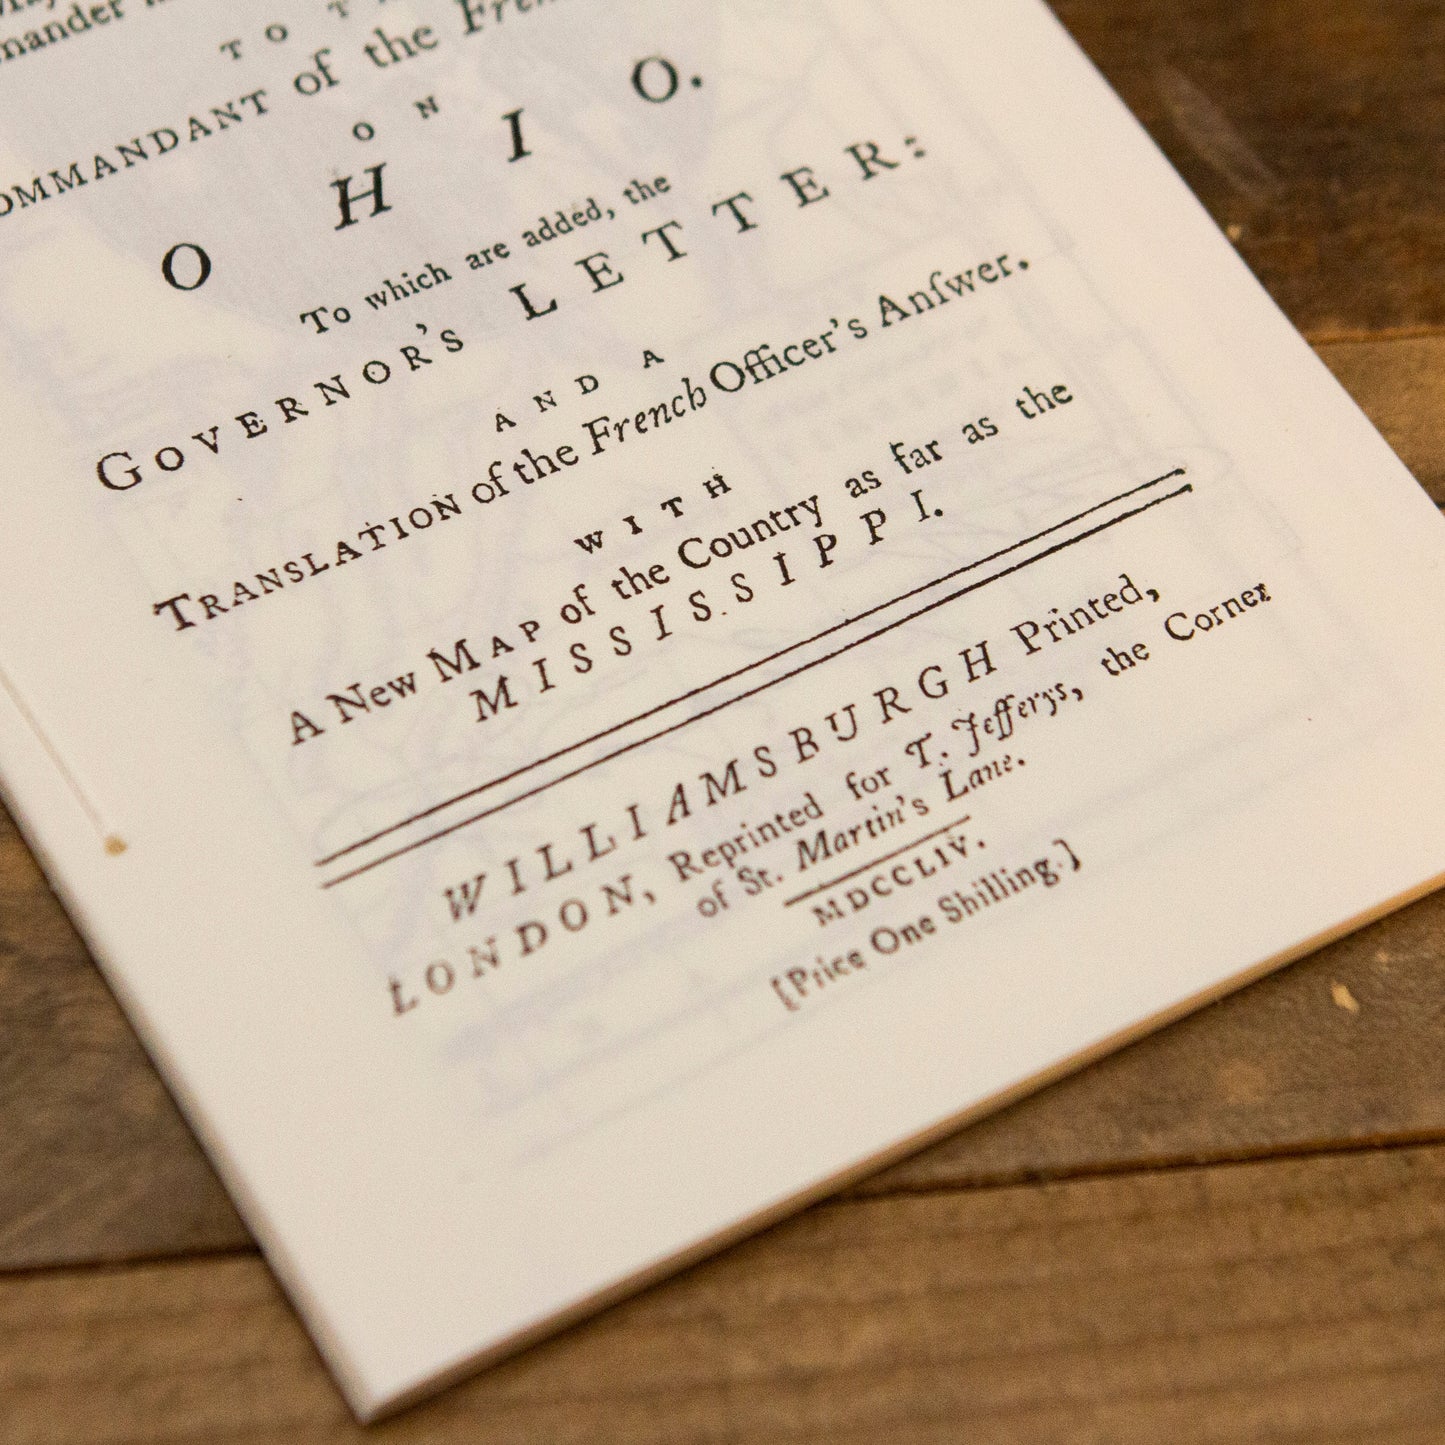 TO
COMMANDANT of the French
ON
OHIO.
To which are added, the
GOVERNOR'S LETTER:
AND A
TRANSLATION of the French Officer's Anſwer.
WITH
A New MAP of the Country as far as the
MISSISSIPPI.
WILLIAMSBURGH Printed,
LONDON, Reprinted for T. Jefferys, the Corner
of St. Martin's Lane.
MDCCLIV.
[Price One Shilling.]